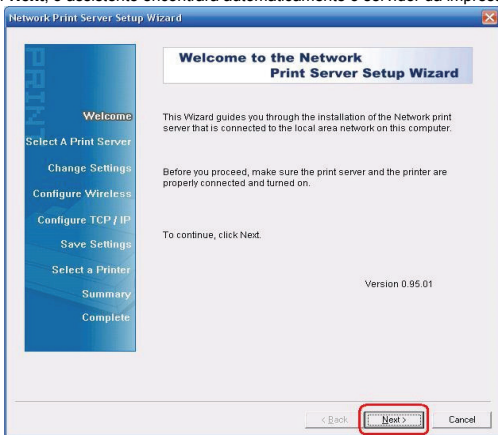 Next, o assistente encontrará automaticamente o servidor da impres
Network Print Server Setup Wizard
PRINT
Welcome
Select A Print Server
Change Settings
Configure Wireless
Configure TCP / IP
Save Settings
Select a Printer
Summary
Complete
Welcome to the Network
Print Server Setup Wizard
This Wizard guides you through the installation of the Network print
server that is connected to the local area network on this computer.
Before you proceed, make sure the print server and the printer are
properly connected and turned on.
To continue, click Next.
Version 0.95.01
< Back
Next >
Cancel